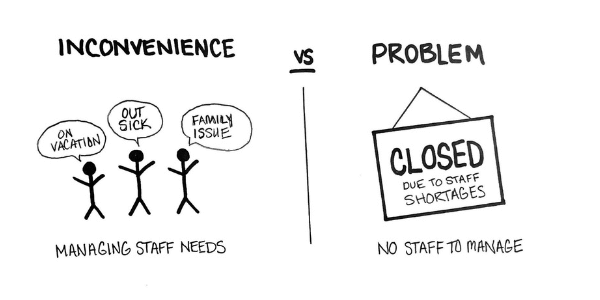 INCONVENIENCE
VS
PROBLEM
ON
VACATION
OUT
SICK
FAMILY
ISSUE
MANAGING STAFF NEEDS
CLOSED
DUE TO STAFF
SHORTAGES
NO STAFF TO MANAGE